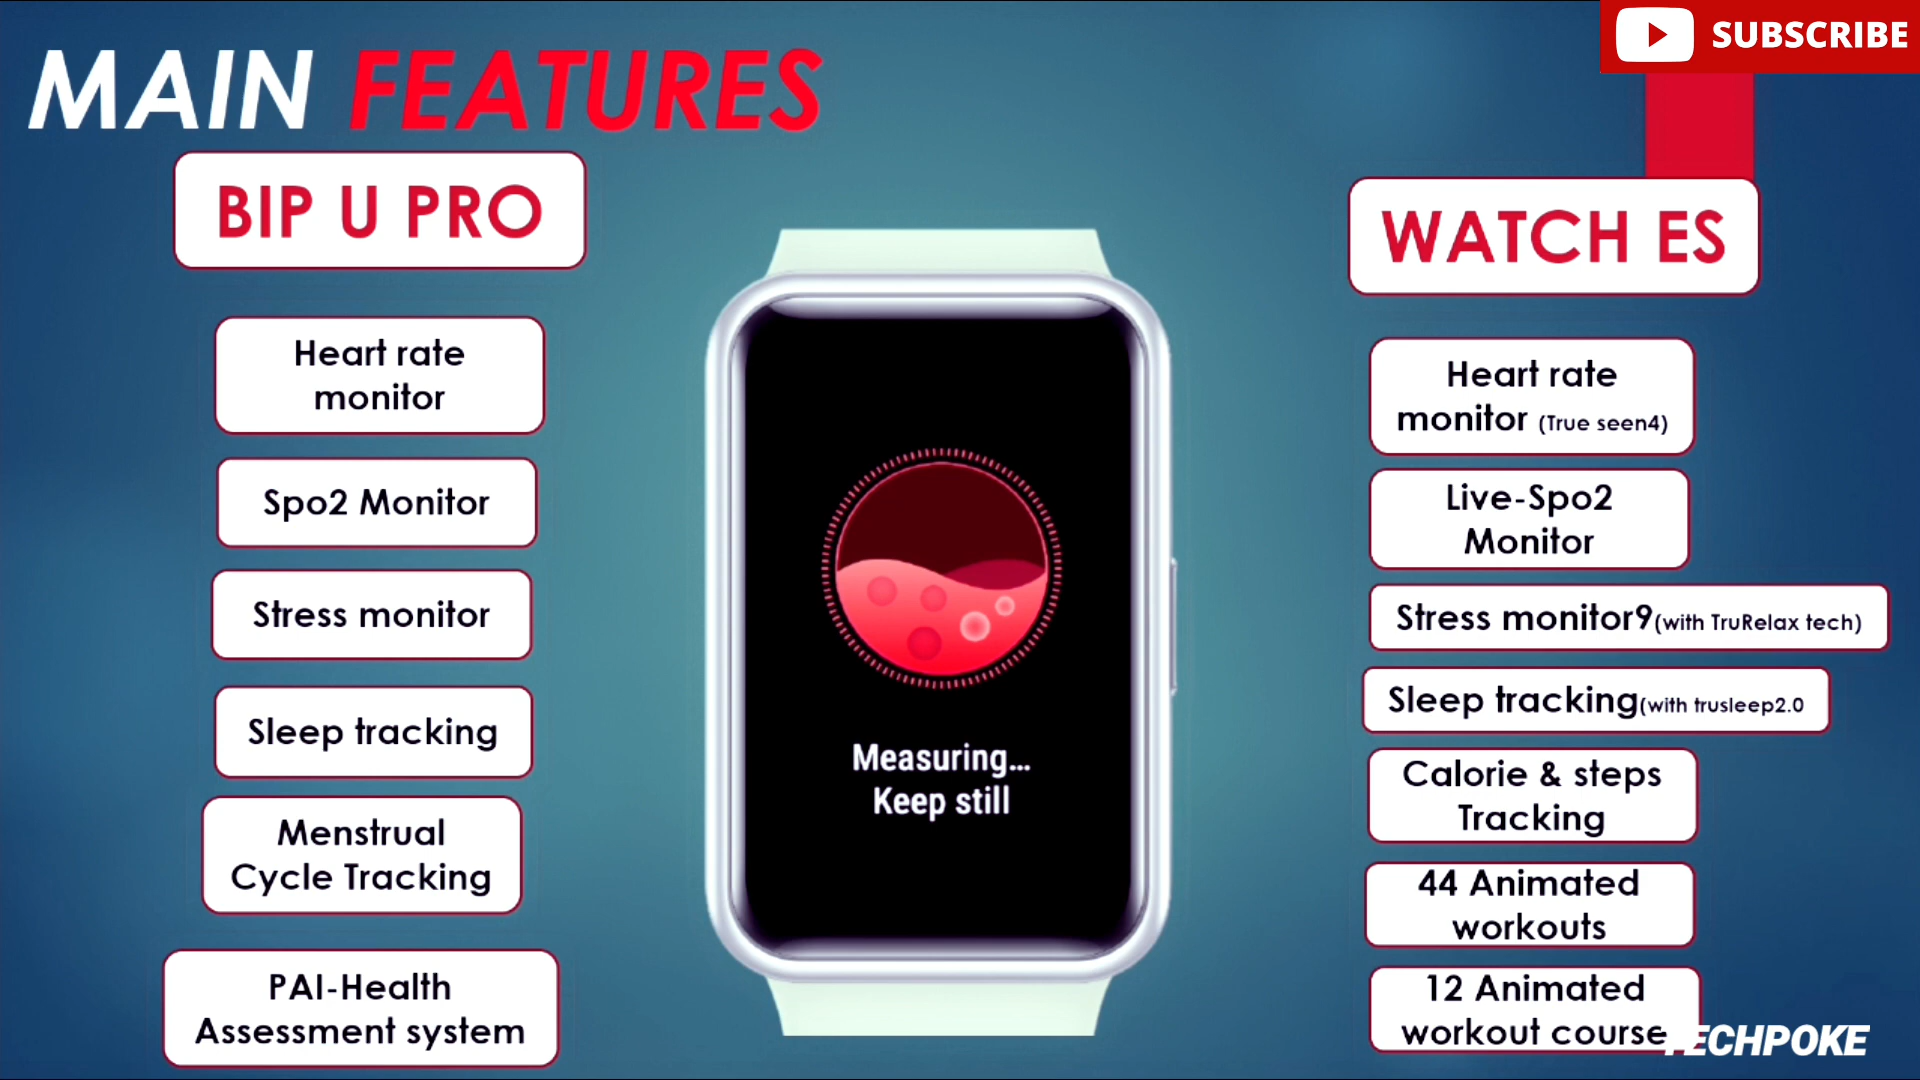 MAIN FEATURES
SUBSCRIBE
BIP U PRO
Heart rate
monitor
Spo2 Monitor
Stress monitor
Sleep tracking
Menstrual
Cycle Tracking
PAI-Health
Assessment system
Measuring...
Keep still
WATCH ES
Heart rate
monitor (True seen4)
Live-Spo2
Monitor
Stress monitor9(with TruRelax tech)
Sleep tracking(with trusleep2.0
Calorie & steps
Tracking
44 Animated
workouts
12 Animated
workout course
TECHPOKE